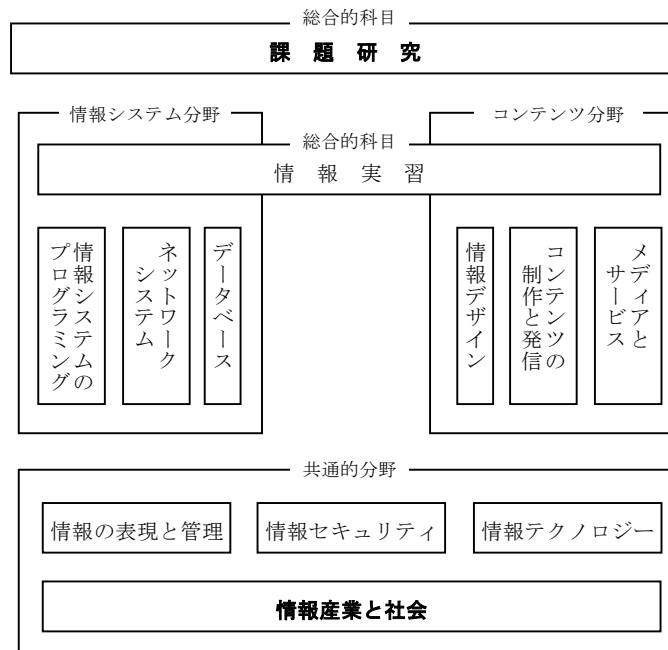 総合的科目
課題研究
情報システム分野
コンテンツ分野
総合的科目
情報実習
情報システムの
プログラミング
ネットワーク
システム
データベース
情報デザイン
コンテンツの
制作と発信
メディアと
サービス
共通的分野
情報の表現と管理
情報セキュリティ
情報テクノロジー
情報産業と社会